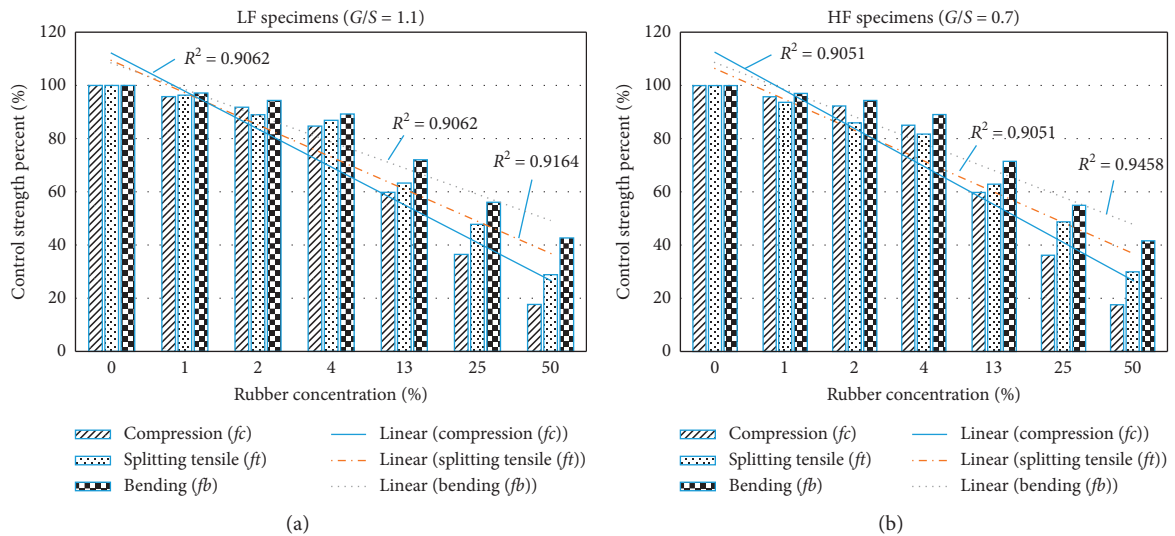 LF specimens (G/S = 1.1)
Control strength percent (%)
120
100
80
60
40
20
0
R² = 0.9062
R² = 0.9062
R² = 0.9164
0 1 2 4 13 25 50
Rubber concentration (%)
Compression (fc)
Splitting tensile (ft)
Bending (fb)
Linear (compression (fc))
Linear (splitting tensile (ft))
Linear (bending (fb))
(a)
HF specimens (G/S = 0.7)
Control strength percent (%)
120
100
80
60
40
20
0
R² = 0.9051
R² = 0.9051
R² = 0.9458
0 1 2 4 13 25 50
Rubber concentration (%)
Compression (fc)
Splitting tensile (ft)
Bending (fb)
Linear (compression (fc))
Linear (splitting tensile (ft))
Linear (bending (fb))
(b)